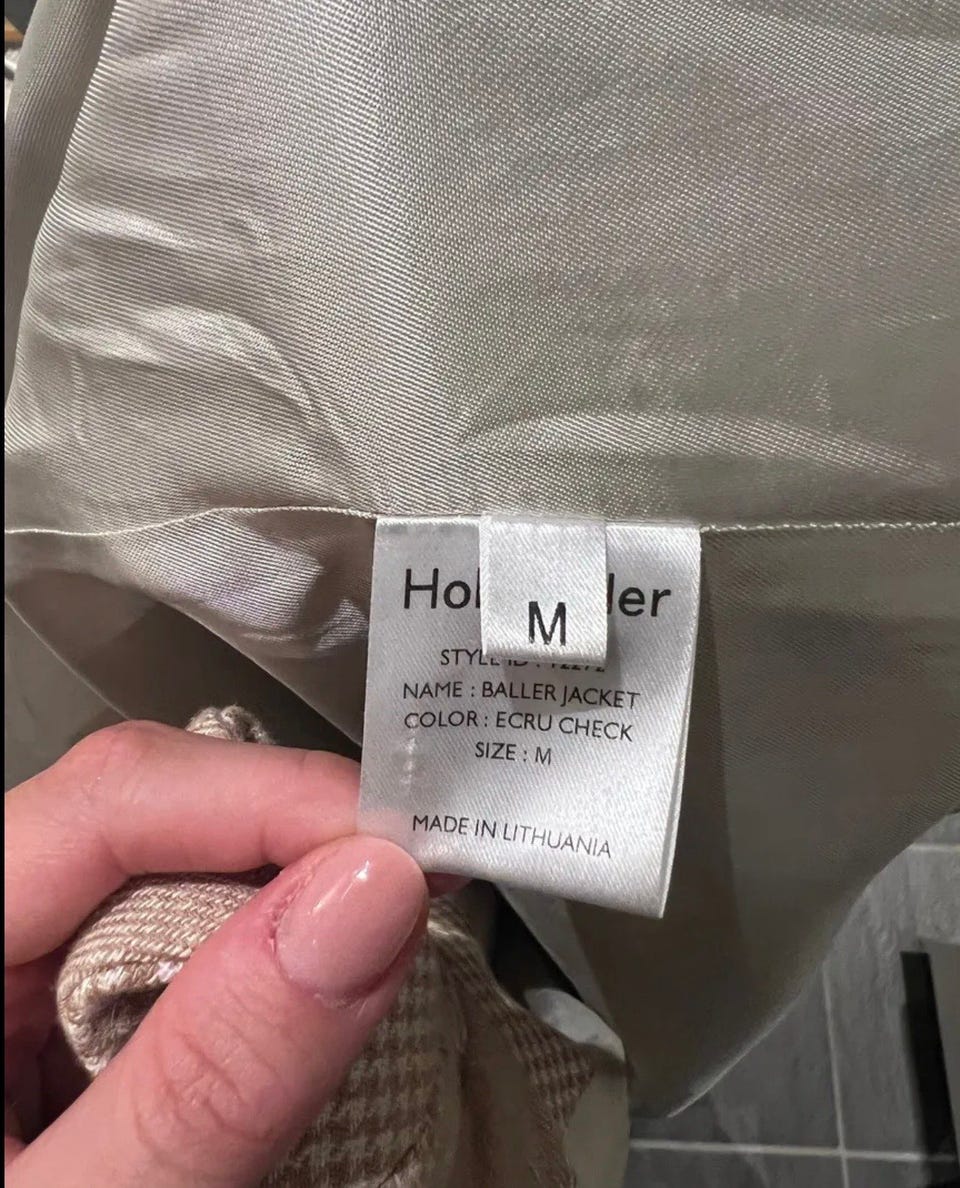 M
NAME : BALLER JACKET
COLOR : ECRU CHECK
SIZE : M
MADE IN LITHUANIA